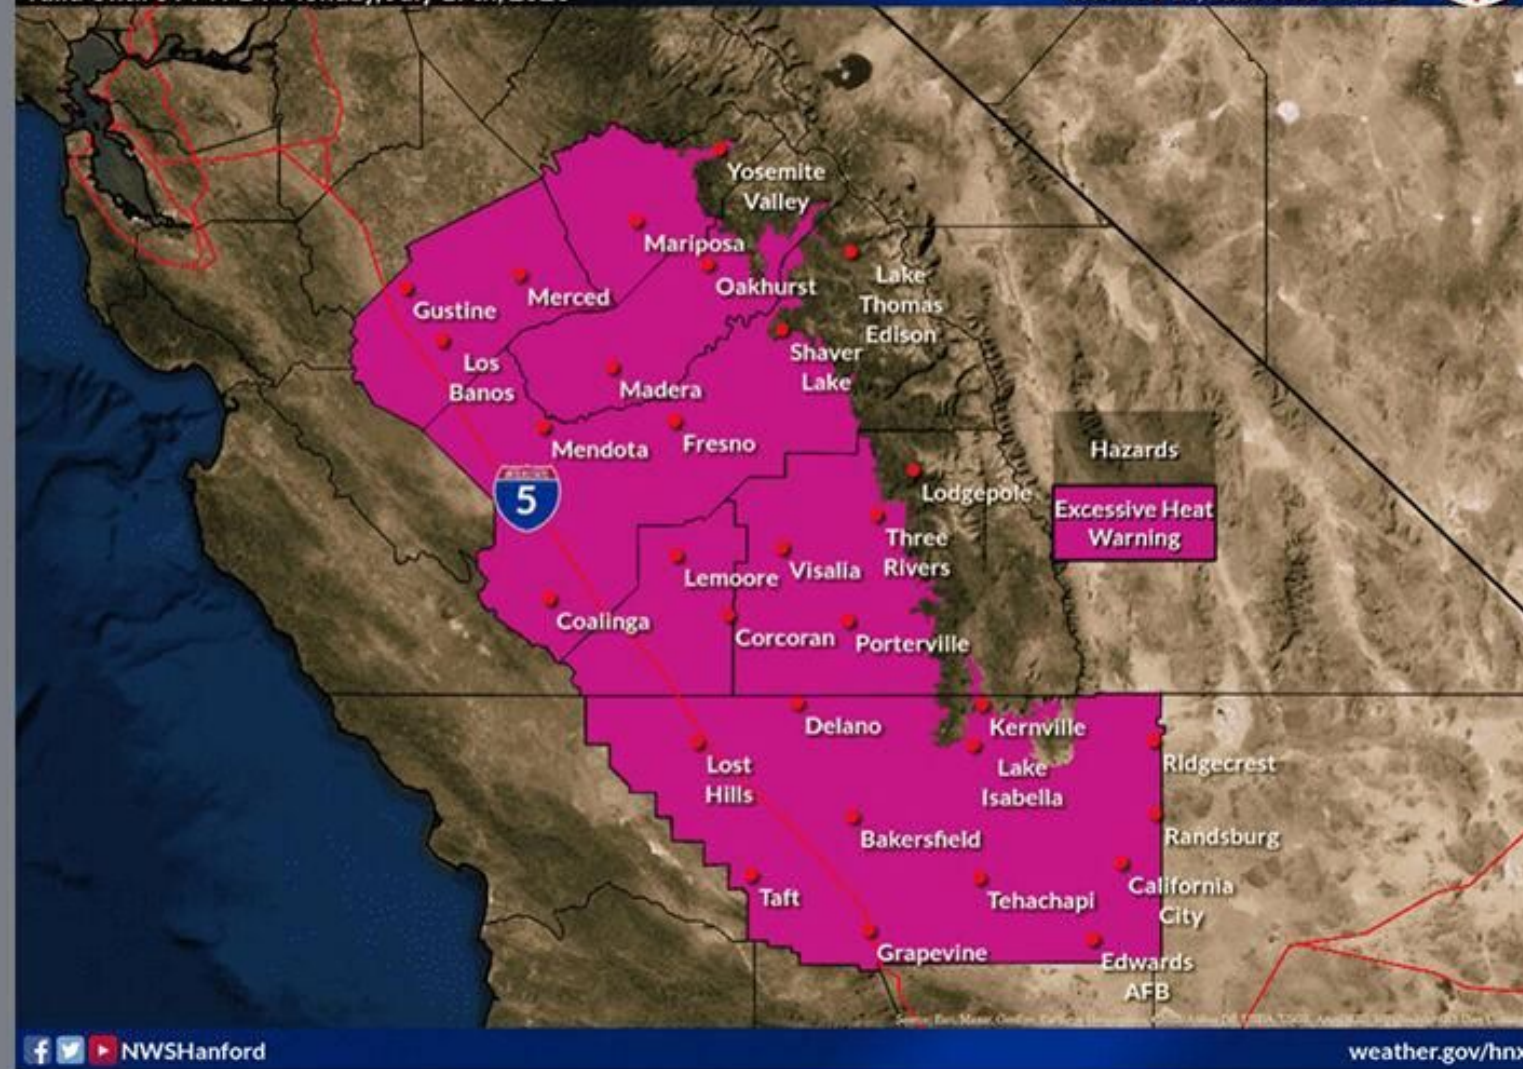 Yosemite
Valley
Mariposa
Oakhurst
Lake
Thomas
Edison
Gustine
Merced
Los
Banos
Shaver
Lake
Madera
Mendota
Fresno
Hazards
Excessive Heat
Warning
5
Lodgepole
Three
Rivers
Lemoore
Visalia
Coalinga
Corcoran
Porterville
Delano
Kernville
Lost
Hills
Lake
Isabella
Ridgecrest
Bakersfield
Randsburg
Taft
Tehachapi
California
City
Grapevine
Edwards
AFB
NWSHanford
weather.gov/hnx